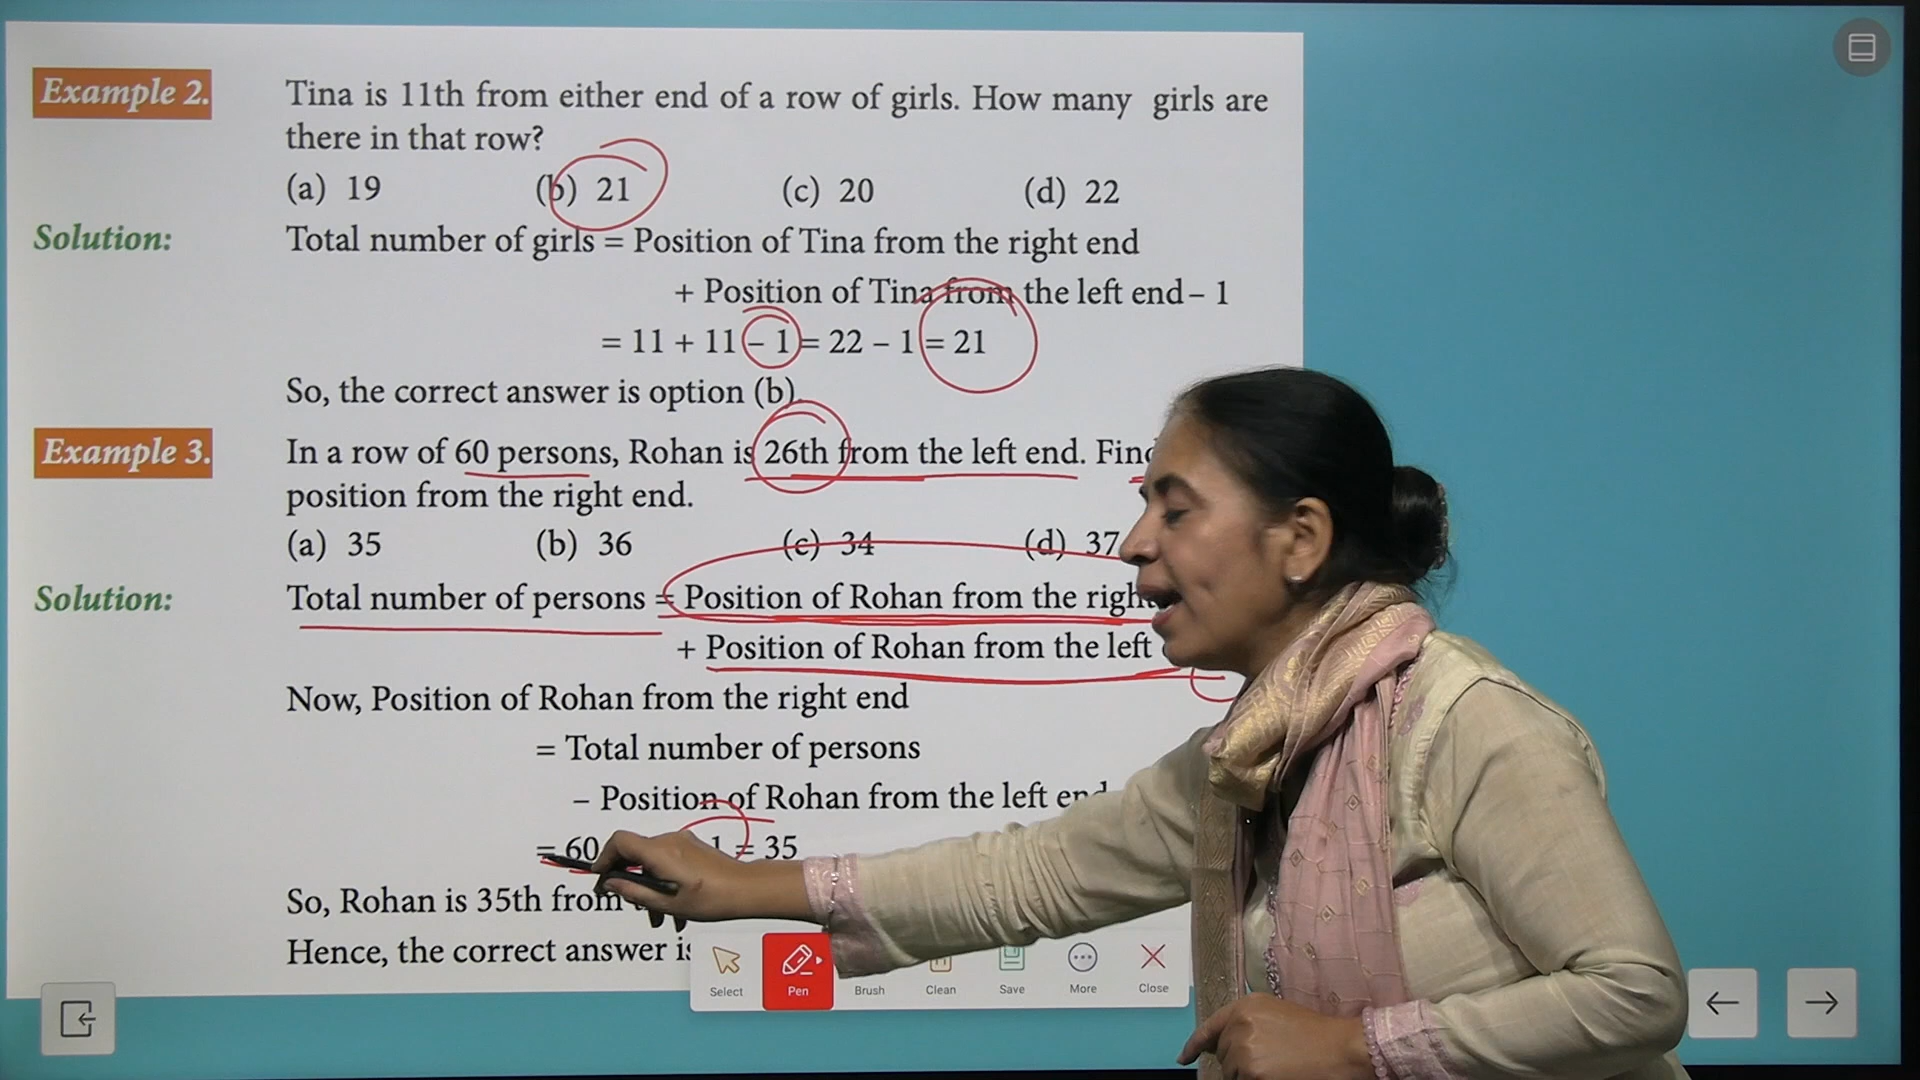 Example 2. Tina is 11th from either end of a row of girls. How many girls are
there in that row?
(a) 19 (b) 21 (c) 20 (d) 22
Solution: Total number of girls = Position of Tina from the right end
+ Position of Tina from the left end – 1
= 11 + 11 – 1 = 22 – 1 = 21
So, the correct answer is option (b).
Example 3. In a row of 60 persons, Rohan is 26th from the left end. Find
position from the right end.
(a) 35 (b) 36 (c) 34 (d) 37
Solution: Total number of persons = Position of Rohan from the right
+ Position of Rohan from the left
Now, Position of Rohan from the right end
= Total number of persons
– Position of Rohan from the left end
= 60 1 = 35
So, Rohan is 35th from
Hence, the correct answer is
Select Pen Brush Clean Save More Close